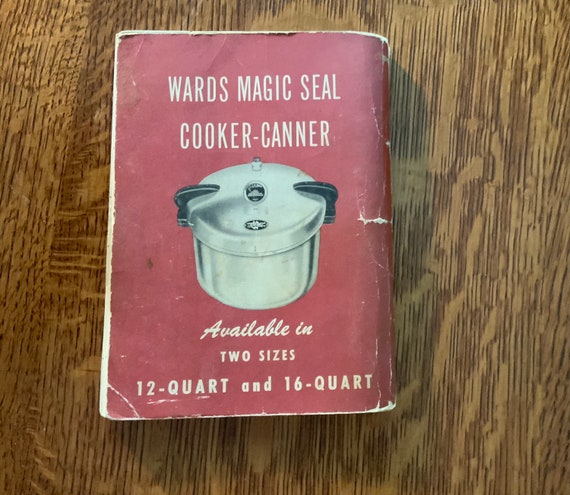 WARDS MAGIC SEAL
COOKER-CANNER
Available in
TWO SIZES
12-QUART and 16-QUART